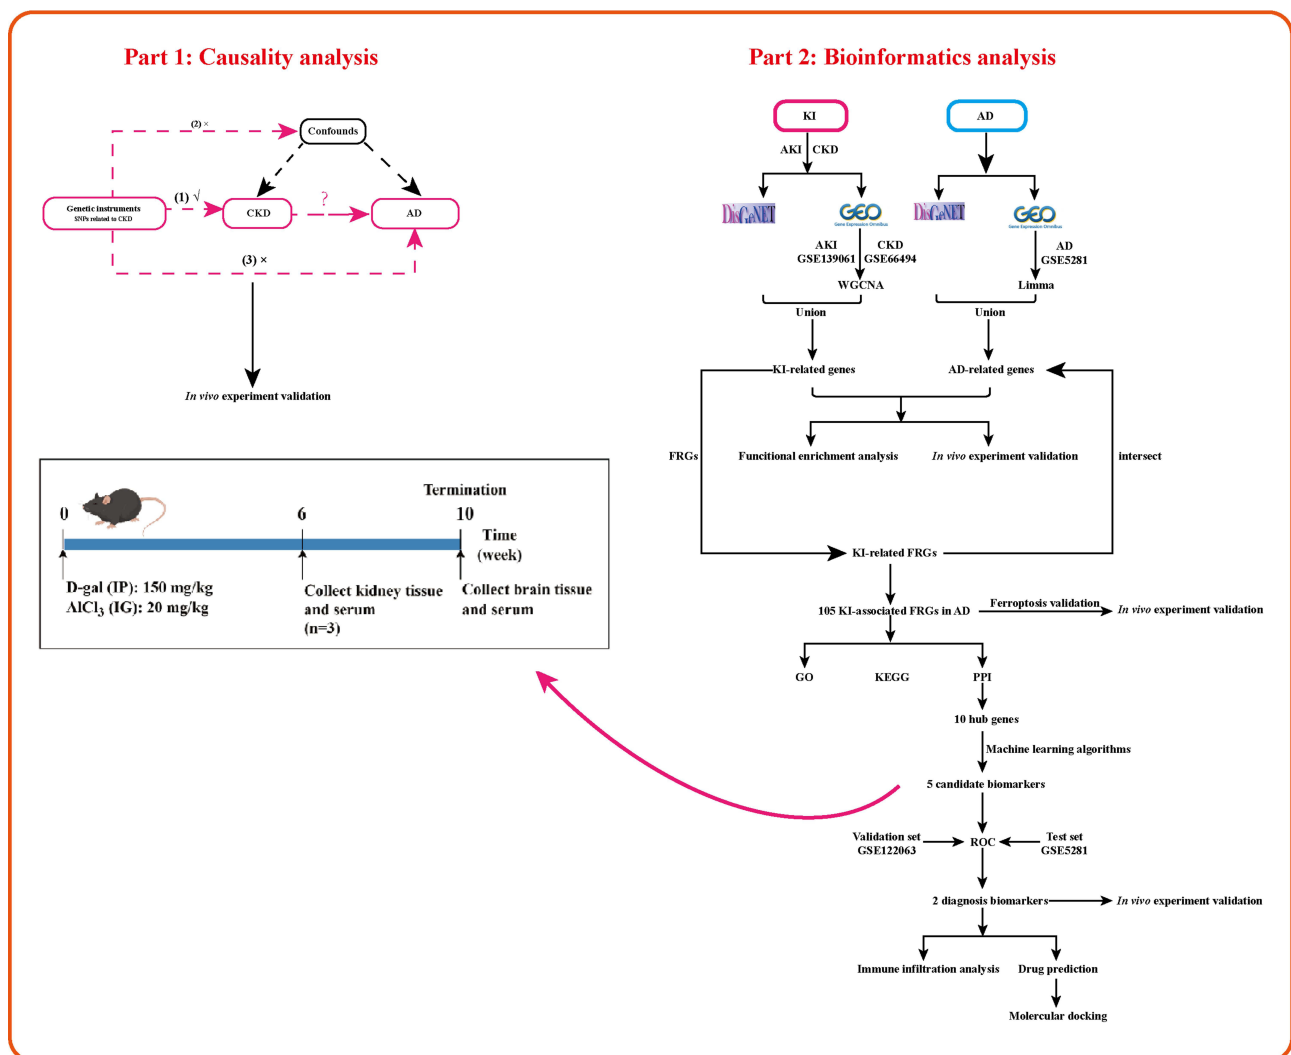 Part 1: Causality analysis
Confounds
(2) ×
(1) √
Genetic instruments
SNPs related to CKD
CKD
?
AD
(3) ×
In vivo experiment validation
Termination
0
6
10
Time
(week)
D-gal (IP): 150 mg/kg
AlCl3 (IG): 20 mg/kg
Collect kidney tissue
and serum
(n=3)
Collect brain tissue
and serum
Part 2: Bioinformatics analysis
KI
AD
AKI CKD
DisGeNET
GEO
Gene Expression Omnibus
DisGeNET
GEO
Gene Expression Omnibus
AKI
GSE139061
CKD
GSE66494
AD
GSE5281
WGCNA
Limma
Union
Union
KI-related genes
AD-related genes
FRGs
Funcitional enrichment analysis
In vivo experiment validation
intersect
KI-related FRGs
105 KI-associated FRGs in AD
Ferroptosis validation
In vivo experiment validation
GO
KEGG
PPI
10 hub genes
Machine learning algorithms
5 candidate biomarkers
Validation set
GSE122063
ROC
Test set
GSE5281
2 diagnosis biomarkers
In vivo experiment validation
Immune infiltration analysis
Drug prediction
Molercular docking